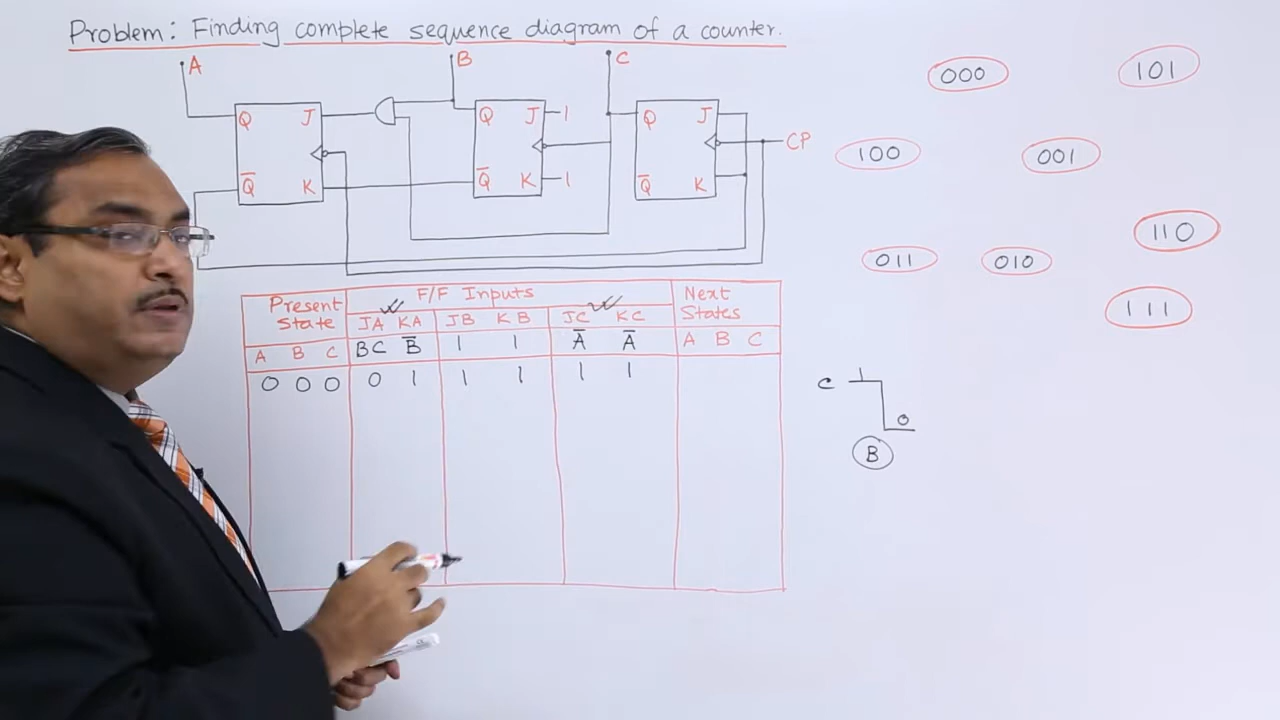 Problem: Finding complete sequence diagram of a counter.
A B C
Q J Q J 1 Q J
CP
Q̅ K Q̅ K 1 Q̅ K
000 101
100 001
110
011 010
111
Present State F/F Inputs Next States
JA KA JB KB JC KC
A B C BC B̅ 1 1 A̅ A̅ A B C
0 0 0 0 1 1 1 1 1
C 1
0
B